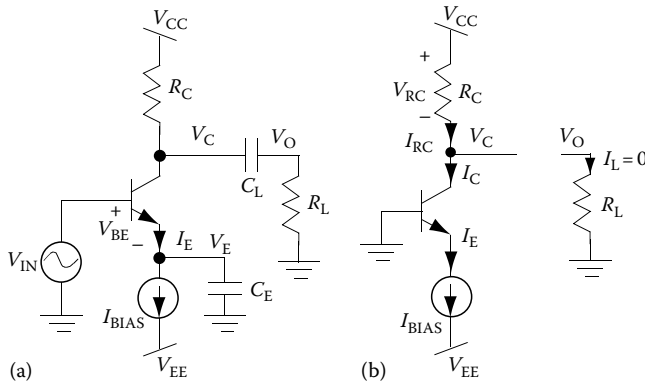 V_CC
R_C
V_C
V_O
C_L
R_L
+
V_BE
−
I_E
V_E
V_IN
C_E
I_BIAS
V_EE
(a)
V_CC
+
V_RC
R_C
−
I_RC
V_C
V_O
I_L = 0
I_C
R_L
I_E
I_BIAS
V_EE
(b)